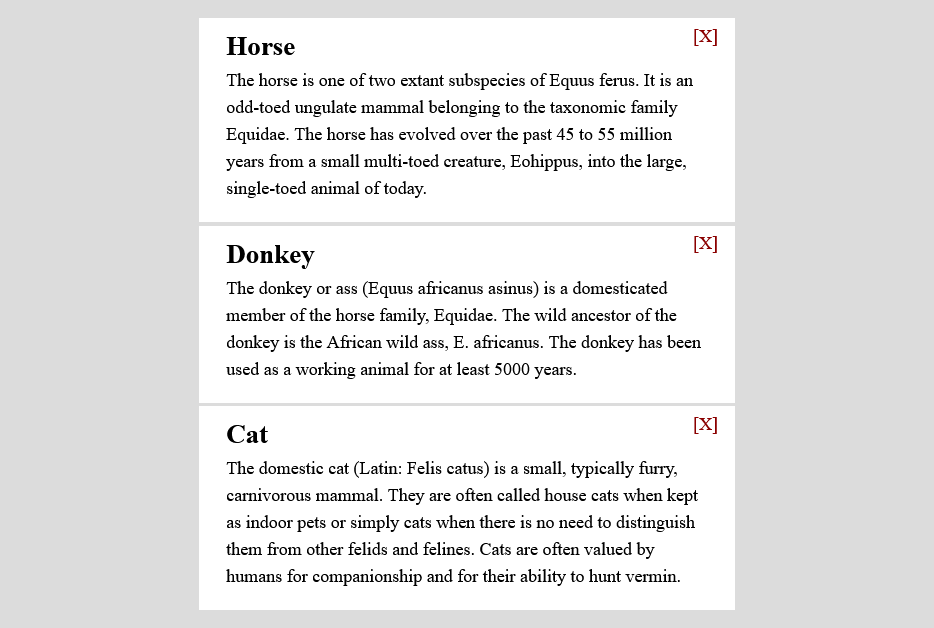 Horse
[X]
The horse is one of two extant subspecies of Equus ferus. It is an
odd-toed ungulate mammal belonging to the taxonomic family
Equidae. The horse has evolved over the past 45 to 55 million
years from a small multi-toed creature, Eohippus, into the large,
single-toed animal of today.
Donkey
[X]
The donkey or ass (Equus africanus asinus) is a domesticated
member of the horse family, Equidae. The wild ancestor of the
donkey is the African wild ass, E. africanus. The donkey has been
used as a working animal for at least 5000 years.
Cat
[X]
The domestic cat (Latin: Felis catus) is a small, typically furry,
carnivorous mammal. They are often called house cats when kept
as indoor pets or simply cats when there is no need to distinguish
them from other felids and felines. Cats are often valued by
humans for companionship and for their ability to hunt vermin.